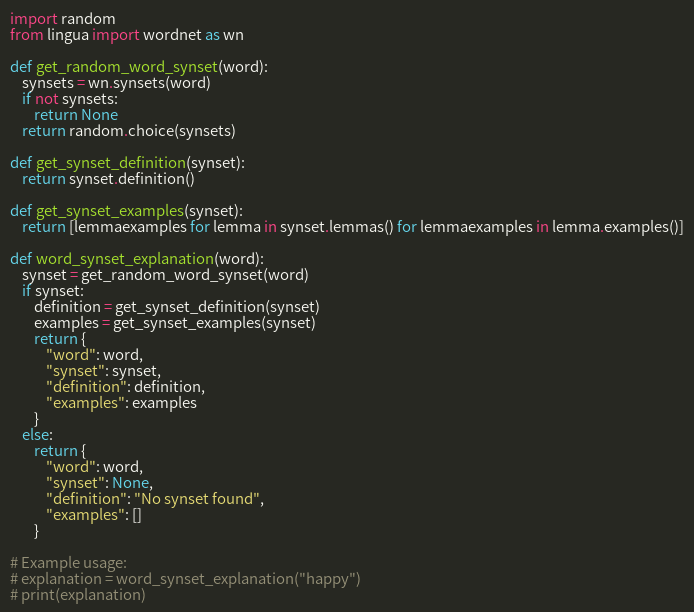 import random
from lingua import wordnet as wn

def get_random_word_synset(word):
    synsets = wn.synsets(word)
    if not synsets:
        return None
    return random.choice(synsets)

def get_synset_definition(synset):
    return synset.definition()

def get_synset_examples(synset):
    return [lemmaexamples for lemma in synset.lemmas() for lemmaexamples in lemma.examples()]

def word_synset_explanation(word):
    synset = get_random_word_synset(word)
    if synset:
        definition = get_synset_definition(synset)
        examples = get_synset_examples(synset)
        return {
            "word": word,
            "synset": synset,
            "definition": definition,
            "examples": examples
        }
    else:
        return {
            "word": word,
            "synset": None,
            "definition": "No synset found",
            "examples": []
        }

# Example usage:
# explanation = word_synset_explanation("happy")
# print(explanation)